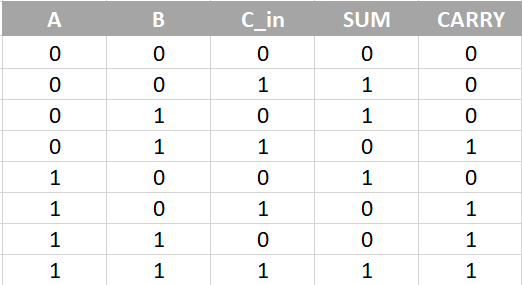 A B C_in SUM CARRY
0 0 0 0 0
0 0 1 1 0
0 1 0 1 0
0 1 1 0 1
1 0 0 1 0
1 0 1 0 1
1 1 0 0 1
1 1 1 1 1